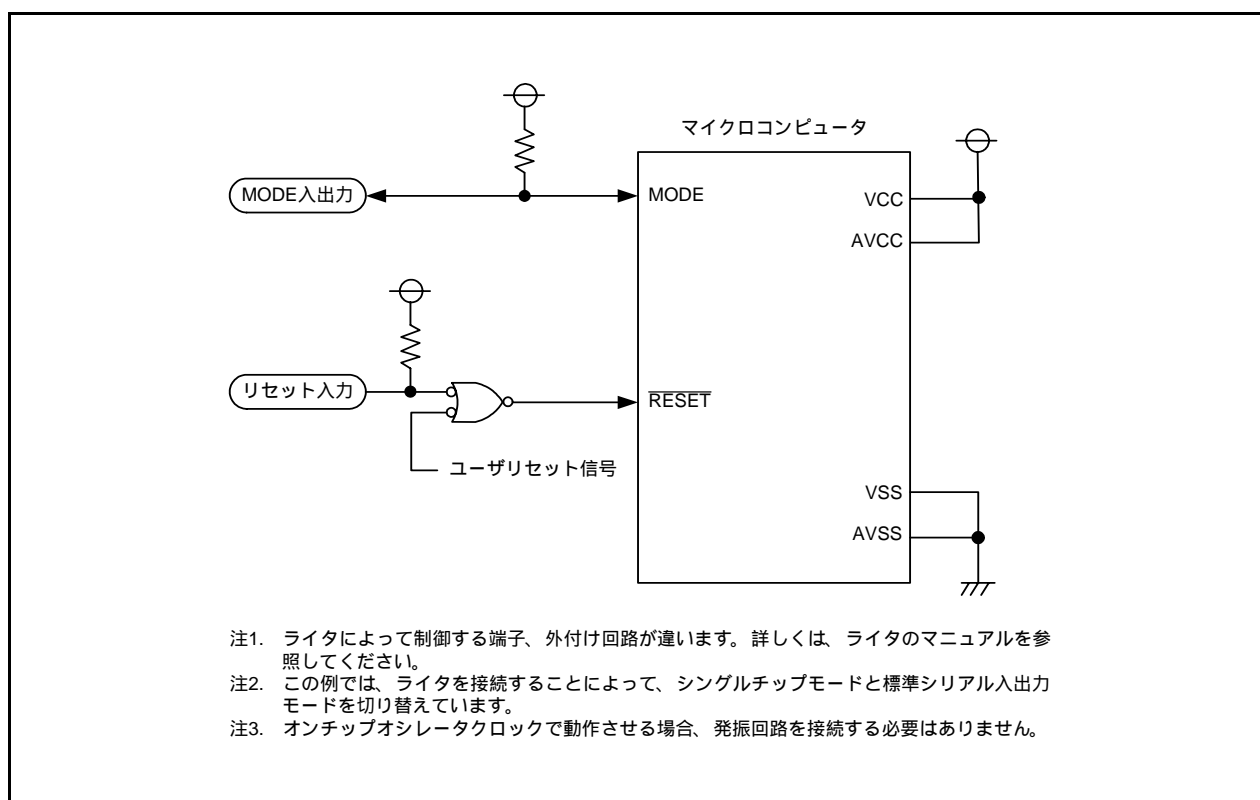 マイクロコンピュータ
MODE入出力
MODE
VCC
AVCC
リセット入力
RESET
ユーザリセット信号
VSS
AVSS
注1. ライタによって制御する端子、外付け回路が違います。詳しくは、ライタのマニュアルを参
照してください。
注2. この例では、ライタを接続することによって、シングルチップモードと標準シリアル入出力
モードを切り替えています。
注3. オンチップオシレータクロックで動作させる場合、発振回路を接続する必要はありません。